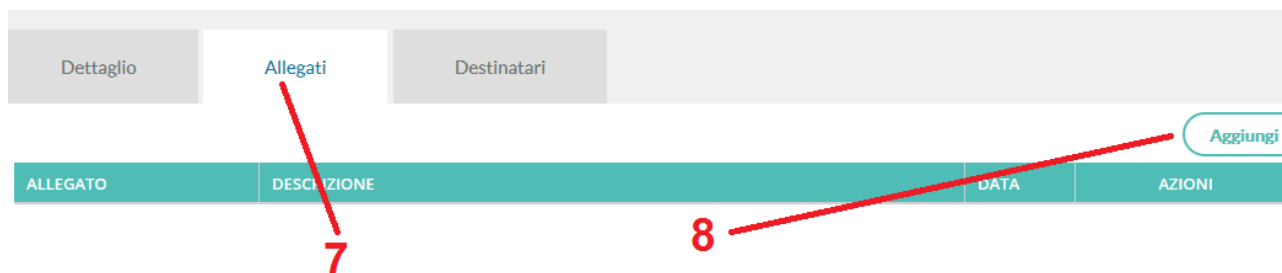 Dettaglio Allegati Destinatari
Aggiungi
ALLEGATO DESCRIZIONE DATA AZIONI
7 8